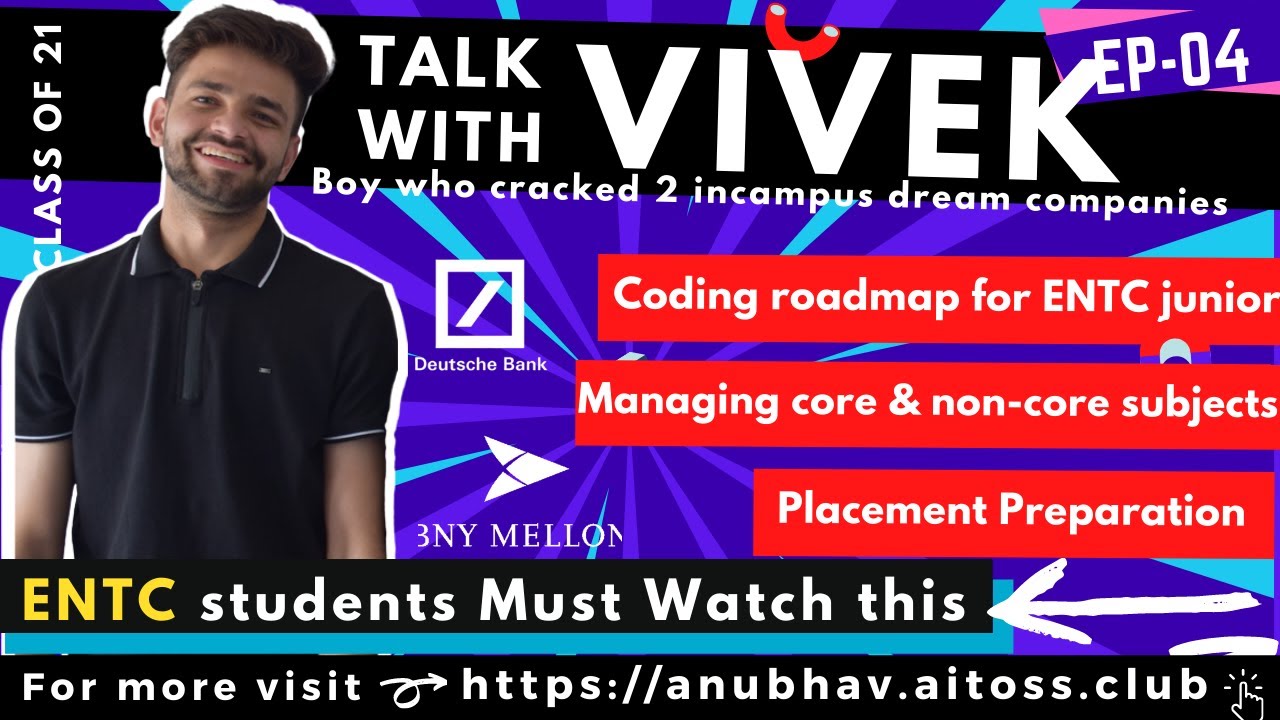 CLASS OF 21
TALK
WITH
VIVEK
EP-04
Boy who cracked 2 incampus dream companies
Deutsche Bank
Coding roadmap for ENTC junior
Managing core & non-core subjects
BNY MELLON
Placement Preparation
ENTC students Must Watch this
For more visit https://anubhav.aitoss.club